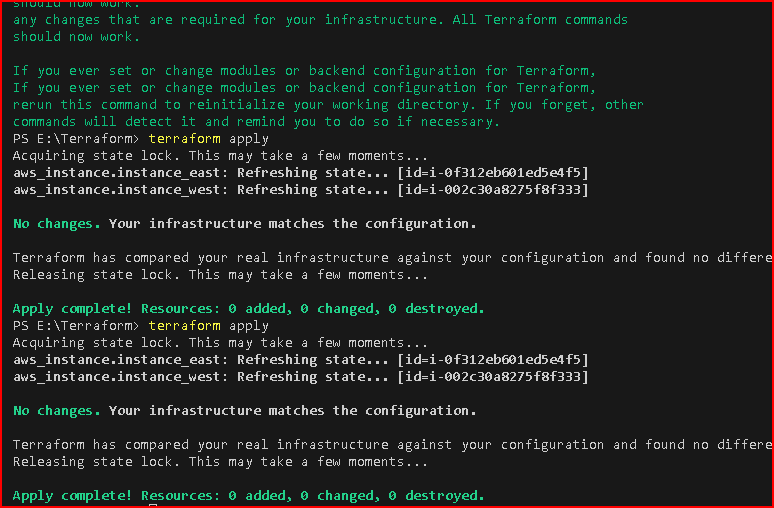 should now work.
any changes that are required for your infrastructure. All Terraform commands
should now work.
If you ever set or change modules or backend configuration for Terraform,
If you ever set or change modules or backend configuration for Terraform,
rerun this command to reinitialize your working directory. If you forget, other
commands will detect it and remind you to do so if necessary.
PS E:\Terraform> terraform apply
Acquiring state lock. This may take a few moments...
aws_instance.instance_east: Refreshing state... [id=i-0f312eb601ed5e4f5]
aws_instance.instance_west: Refreshing state... [id=i-002c30a8275f8f333]
No changes. Your infrastructure matches the configuration.
Terraform has compared your real infrastructure against your configuration and found no differe
Releasing state lock. This may take a few moments...
Apply complete! Resources: 0 added, 0 changed, 0 destroyed.
PS E:\Terraform> terraform apply
Acquiring state lock. This may take a few moments...
aws_instance.instance_east: Refreshing state... [id=i-0f312eb601ed5e4f5]
aws_instance.instance_west: Refreshing state... [id=i-002c30a8275f8f333]
No changes. Your infrastructure matches the configuration.
Terraform has compared your real infrastructure against your configuration and found no differe
Releasing state lock. This may take a few moments...
Apply complete! Resources: 0 added, 0 changed, 0 destroyed.